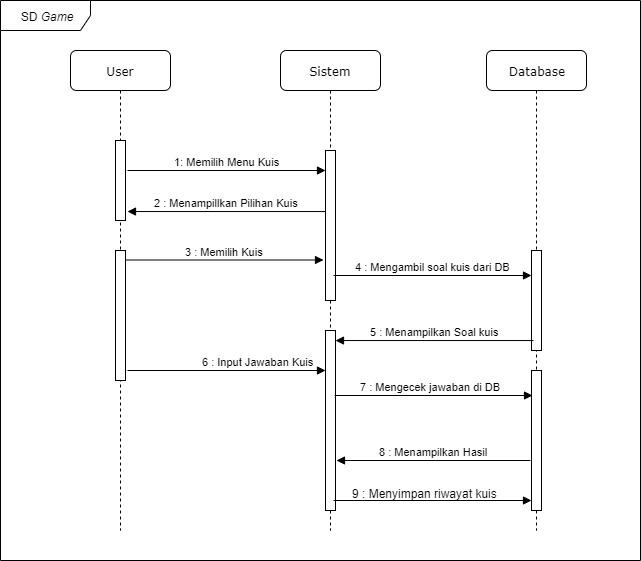 SD Game
User
Sistem
Database
1: Memilih Menu Kuis
2 : Menampillkan Pilihan Kuis
3 : Memilih Kuis
4 : Mengambil soal kuis dari DB
5 : Menampilkan Soal kuis
6 : Input Jawaban Kuis
7 : Mengecek jawaban di DB
8 : Menampilkan Hasil
9 : Menyimpan riwayat kuis